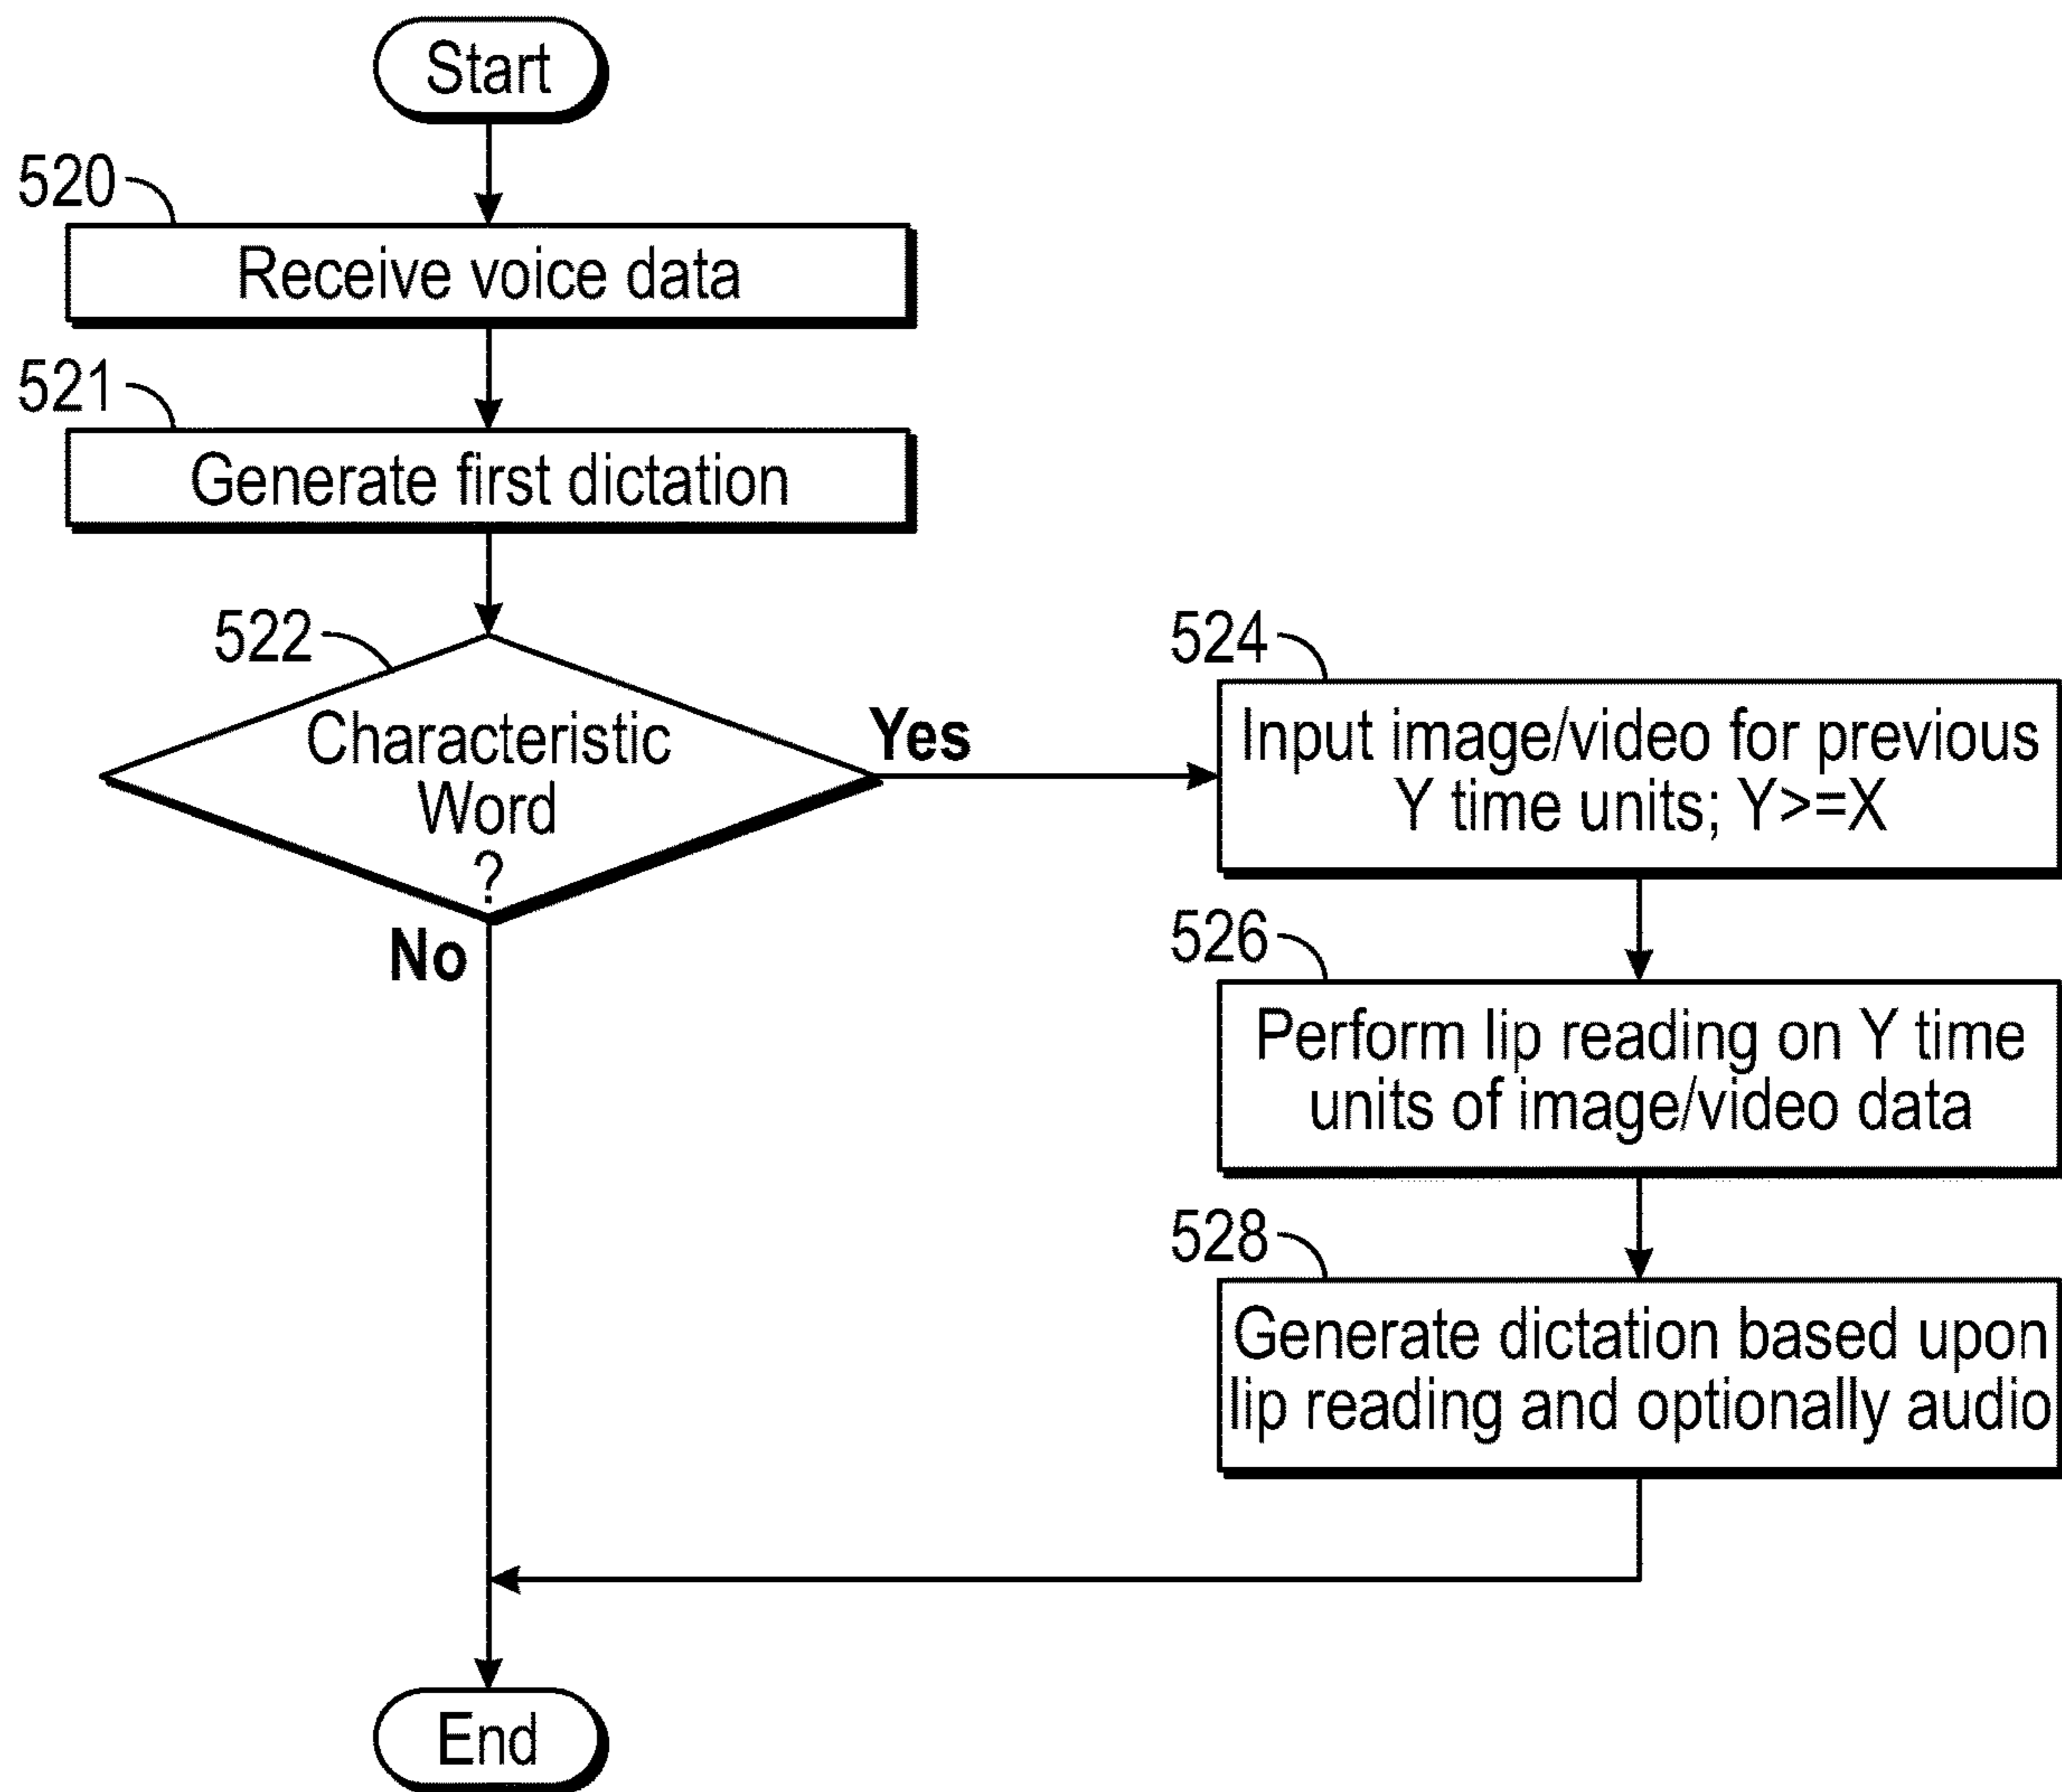 Start
520
Receive voice data
521
Generate first dictation
522
Characteristic
Word
?
Yes
No
524
Input image/video for previous
Y time units; Y>=X
526
Perform lip reading on Y time
units of image/video data
528
Generate dictation based upon
lip reading and optionally audio
End